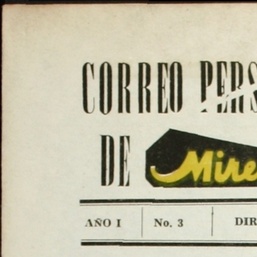 CORREO PERS
DE Mire
AÑO I No. 3 DIR